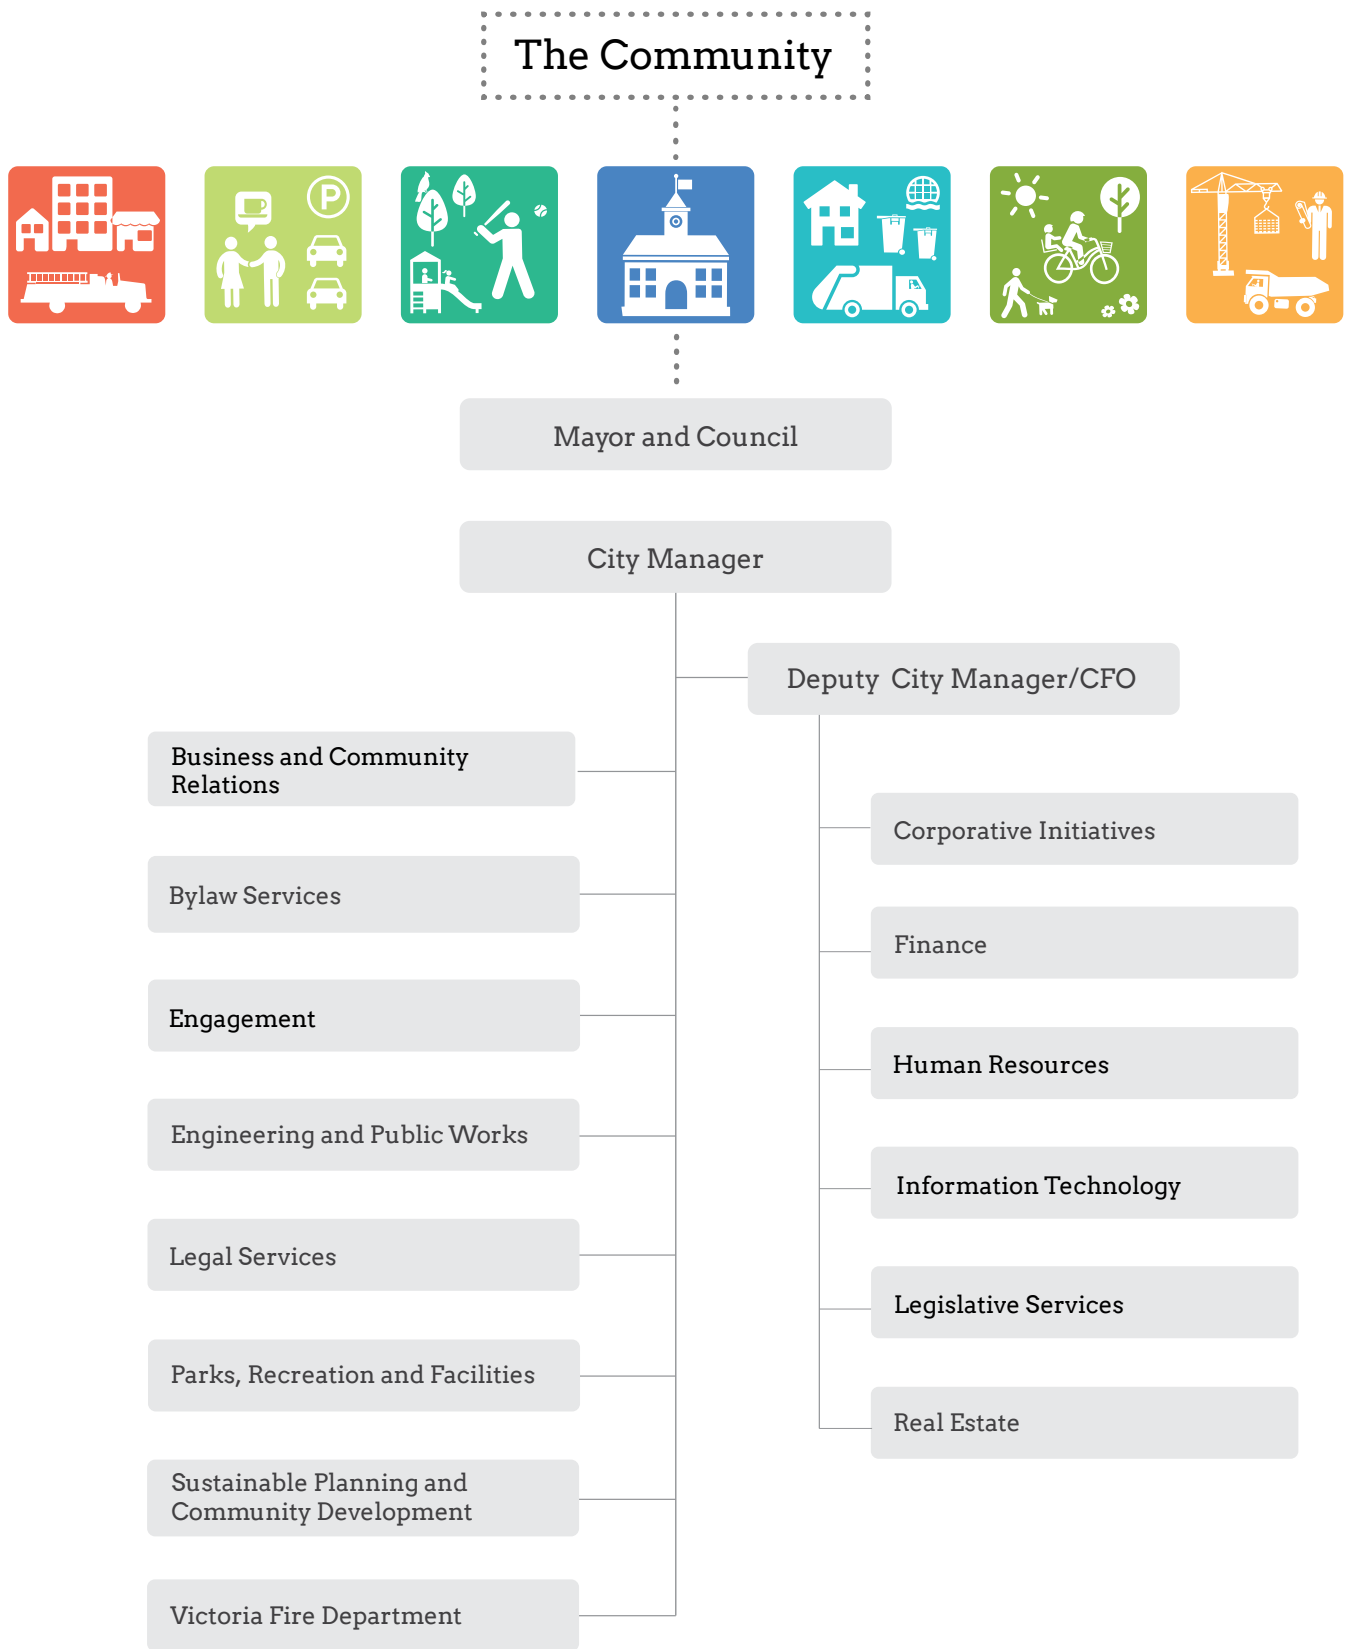 The Community
P
Mayor and Council
City Manager
Deputy City Manager/CFO
Business and Community
Relations
Bylaw Services
Engagement
Engineering and Public Works
Legal Services
Parks, Recreation and Facilities
Sustainable Planning and
Community Development
Victoria Fire Department
Corporative Initiatives
Finance
Human Resources
Information Technology
Legislative Services
Real Estate